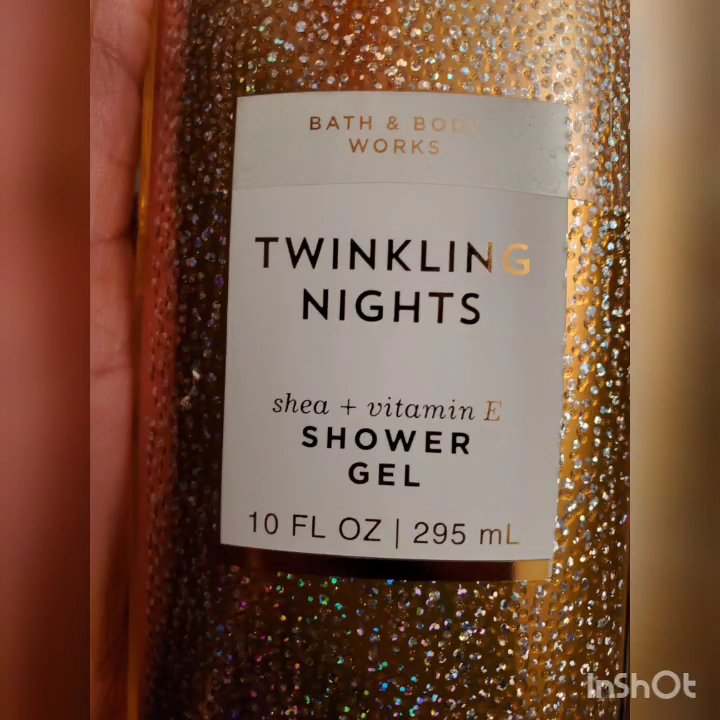 BATH & BODY
WORKS
TWINKLING
NIGHTS
shea + vitamin E
SHOWER
GEL
10 FL OZ | 295 mL
InShOt